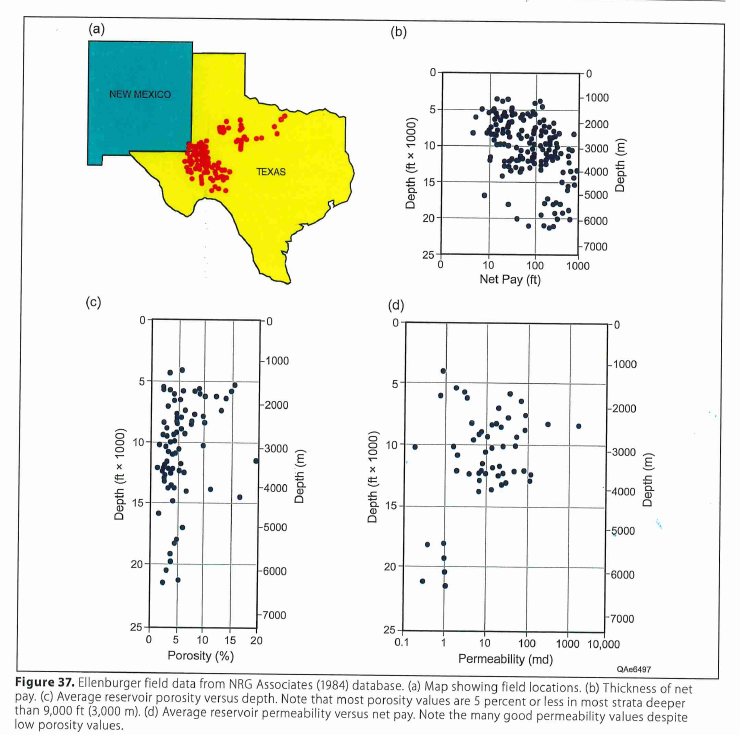 (a)
NEW MEXICO
TEXAS
(b)
0
5
10
15
20
25
Depth (ft × 1000)
0
1000
2000
3000
4000
5000
6000
7000
Depth (m)
0
10
100
1000
Net Pay (ft)
(c)
0
5
10
15
20
25
Depth (ft × 1000)
0
1000
2000
3000
4000
5000
6000
7000
Depth (m)
0
5
10
15
20
Porosity (%)
(d)
0
5
10
15
20
25
Depth (ft × 1000)
0
1000
2000
3000
4000
5000
6000
7000
Depth (m)
0.1
1
10
100
1000
10,000
Permeability (md)
QAe6497
Figure 37. Ellenburger field data from NRG Associates (1984) database. (a) Map showing field locations. (b) Thickness of net
pay. (c) Average reservoir porosity versus depth. Note that most porosity values are 5 percent or less in most strata deeper
than 9,000 ft (3,000 m). (d) Average reservoir permeability versus net pay. Note the many good permeability values despite
low porosity values.